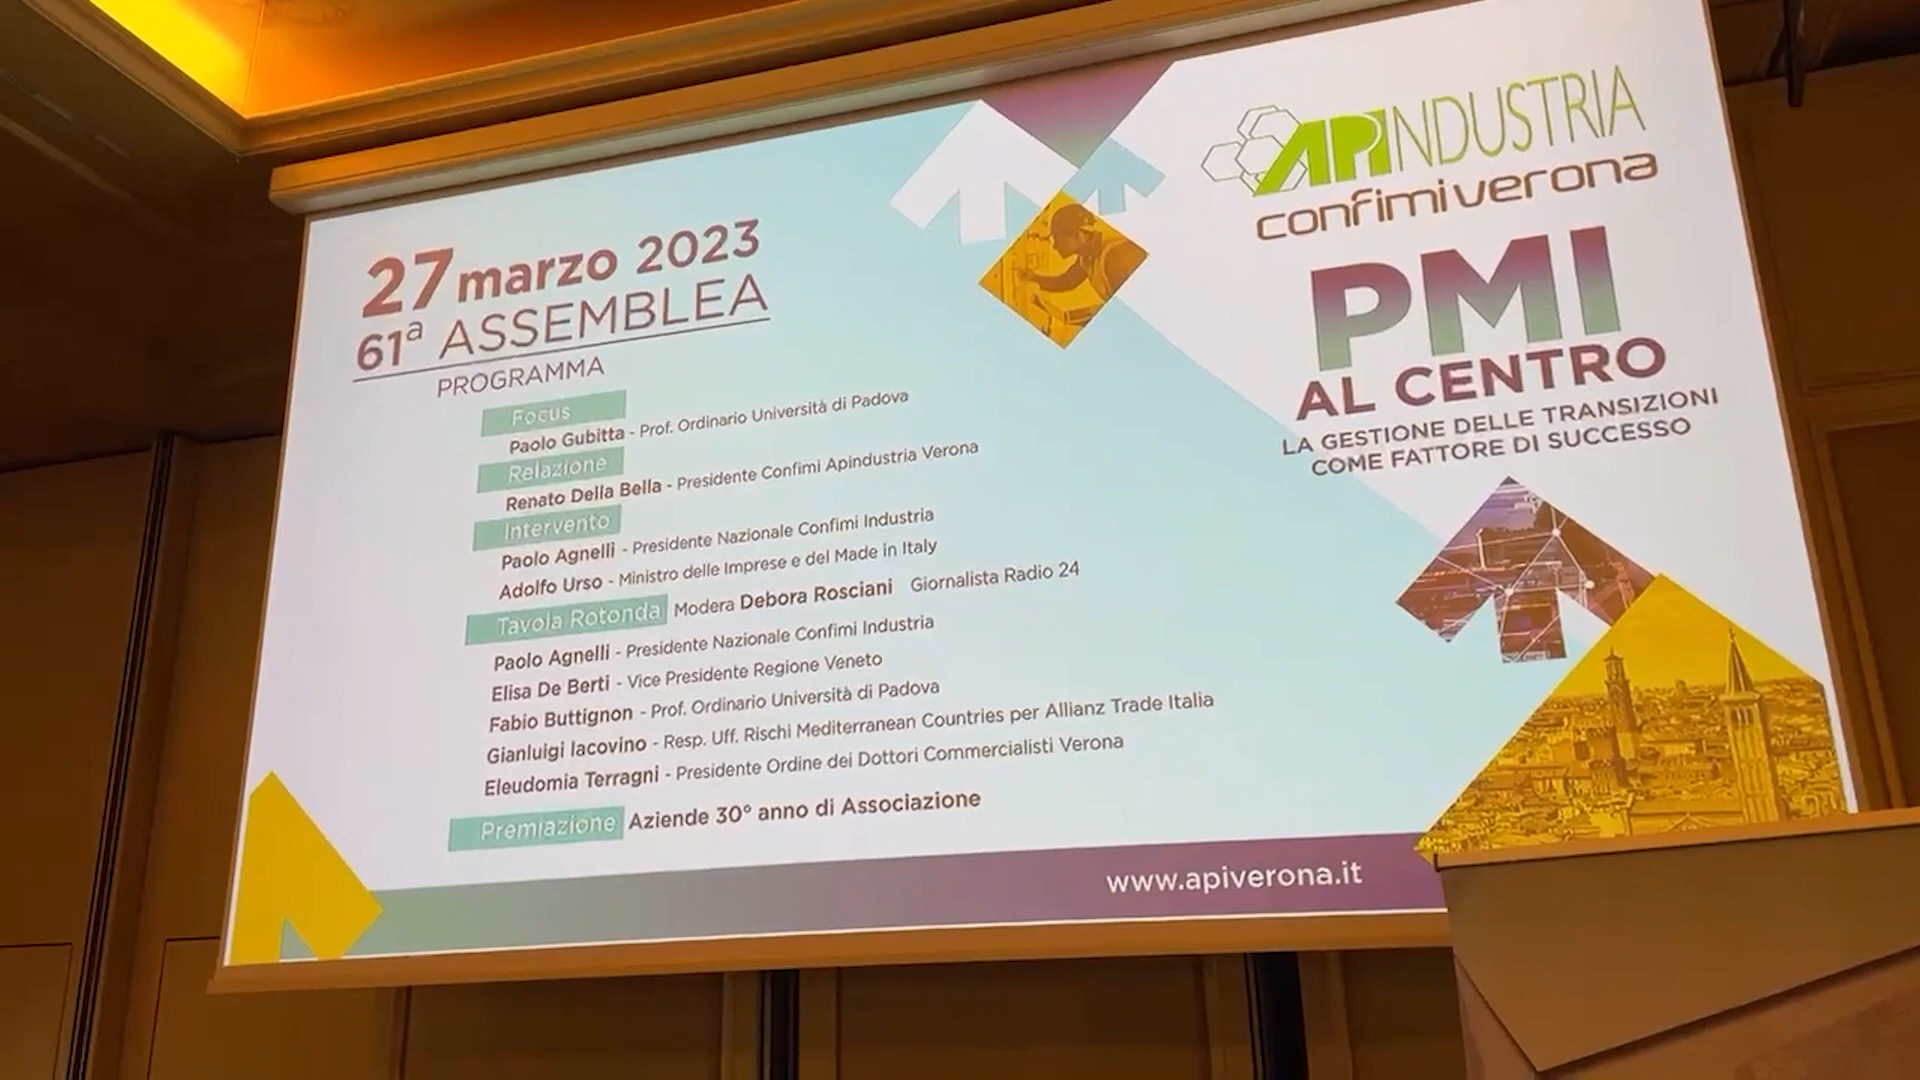 27 marzo 2023
61ª ASSEMBLEA
PROGRAMMA
Focus
Paolo Gubitta - Prof. Ordinario Università di Padova
Relazione
Renato Della Bella - Presidente Confimi Apindustria Verona
Intervento
Paolo Agnelli - Presidente Nazionale Confimi Industria
Adolfo Urso - Ministro delle Imprese e del Made in Italy
Tavola Rotonda Modera Debora Rosciani Giornalista Radio 24
Paolo Agnelli - Presidente Nazionale Confimi Industria
Elisa De Berti - Vice Presidente Regione Veneto
Fabio Buttignon - Prof. Ordinario Università di Padova
Gianluigi Iacovino - Resp. Uff. Rischi Mediterranean Countries per Allianz Trade Italia
Eleudomia Terragni - Presidente Ordine dei Dottori Commercialisti Verona
Premiazione Aziende 30° anno di Associazione
APINDUSTRIA
confimi verona
PMI
AL CENTRO
LA GESTIONE DELLE TRANSIZIONI
COME FATTORE DI SUCCESSO
www.apiverona.it